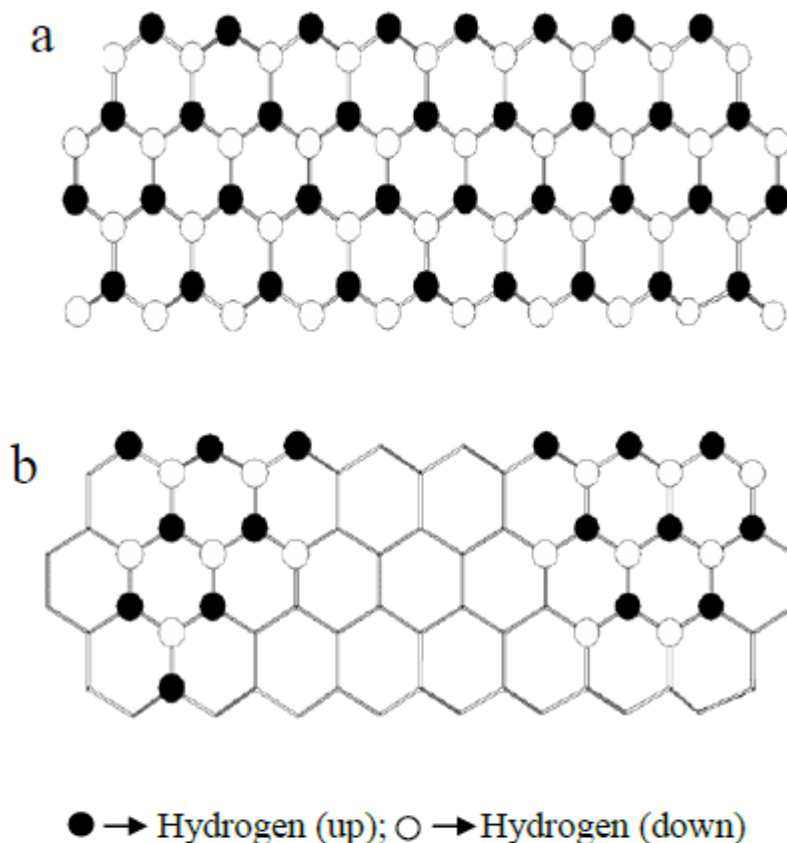 a
b
● → Hydrogen (up); ○ → Hydrogen (down)